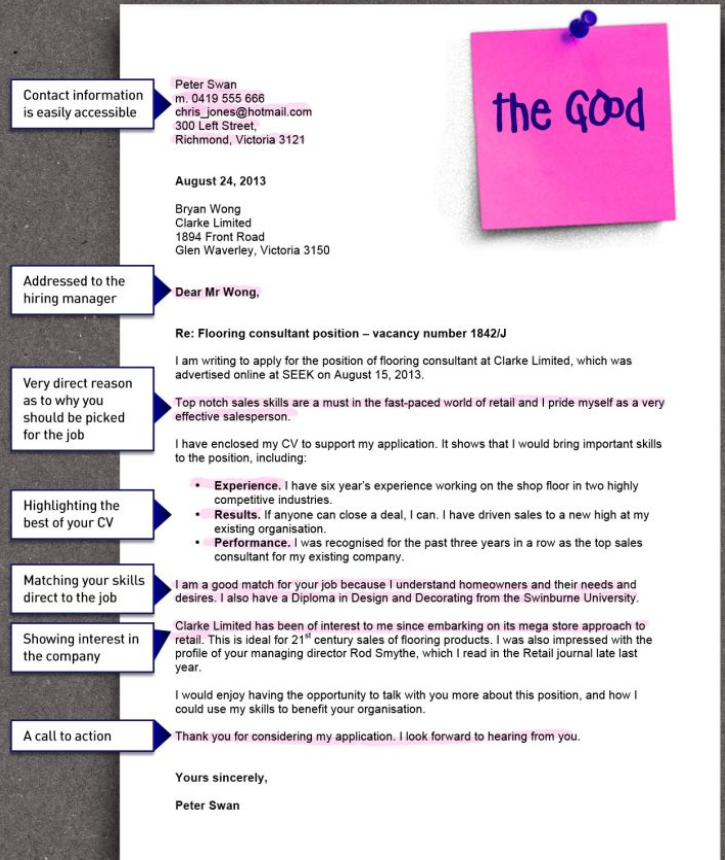 the Good
Contact information
is easily accessible
Peter Swan
m. 0419 555 666
chris_jones@hotmail.com
300 Left Street,
Richmond, Victoria 3121
August 24, 2013
Bryan Wong
Clarke Limited
1894 Front Road
Glen Waverley, Victoria 3150
Addressed to the
hiring manager
Dear Mr Wong,
Re: Flooring consultant position – vacancy number 1842/J
I am writing to apply for the position of flooring consultant at Clarke Limited, which was
advertised online at SEEK on August 15, 2013.
Very direct reason
as to why you
should be picked
for the job
Top notch sales skills are a must in the fast-paced world of retail and I pride myself as a very
effective salesperson.
I have enclosed my CV to support my application. It shows that I would bring important skills
to the position, including:
Highlighting the
best of your CV
• Experience. I have six year's experience working on the shop floor in two highly
competitive industries.
• Results. If anyone can close a deal, I can. I have driven sales to a new high at my
existing organisation.
• Performance. I was recognised for the past three years in a row as the top sales
consultant for my existing company.
Matching your skills
direct to the job
I am a good match for your job because I understand homeowners and their needs and
desires. I also have a Diploma in Design and Decorating from the Swinburne University.
Showing interest in
the company
Clarke Limited has been of interest to me since embarking on its mega store approach to
retail. This is ideal for 21st century sales of flooring products. I was also impressed with the
profile of your managing director Rod Smythe, which I read in the Retail journal late last
year.
I would enjoy having the opportunity to talk with you more about this position, and how I
could use my skills to benefit your organisation.
A call to action
Thank you for considering my application. I look forward to hearing from you.
Yours sincerely,
Peter Swan